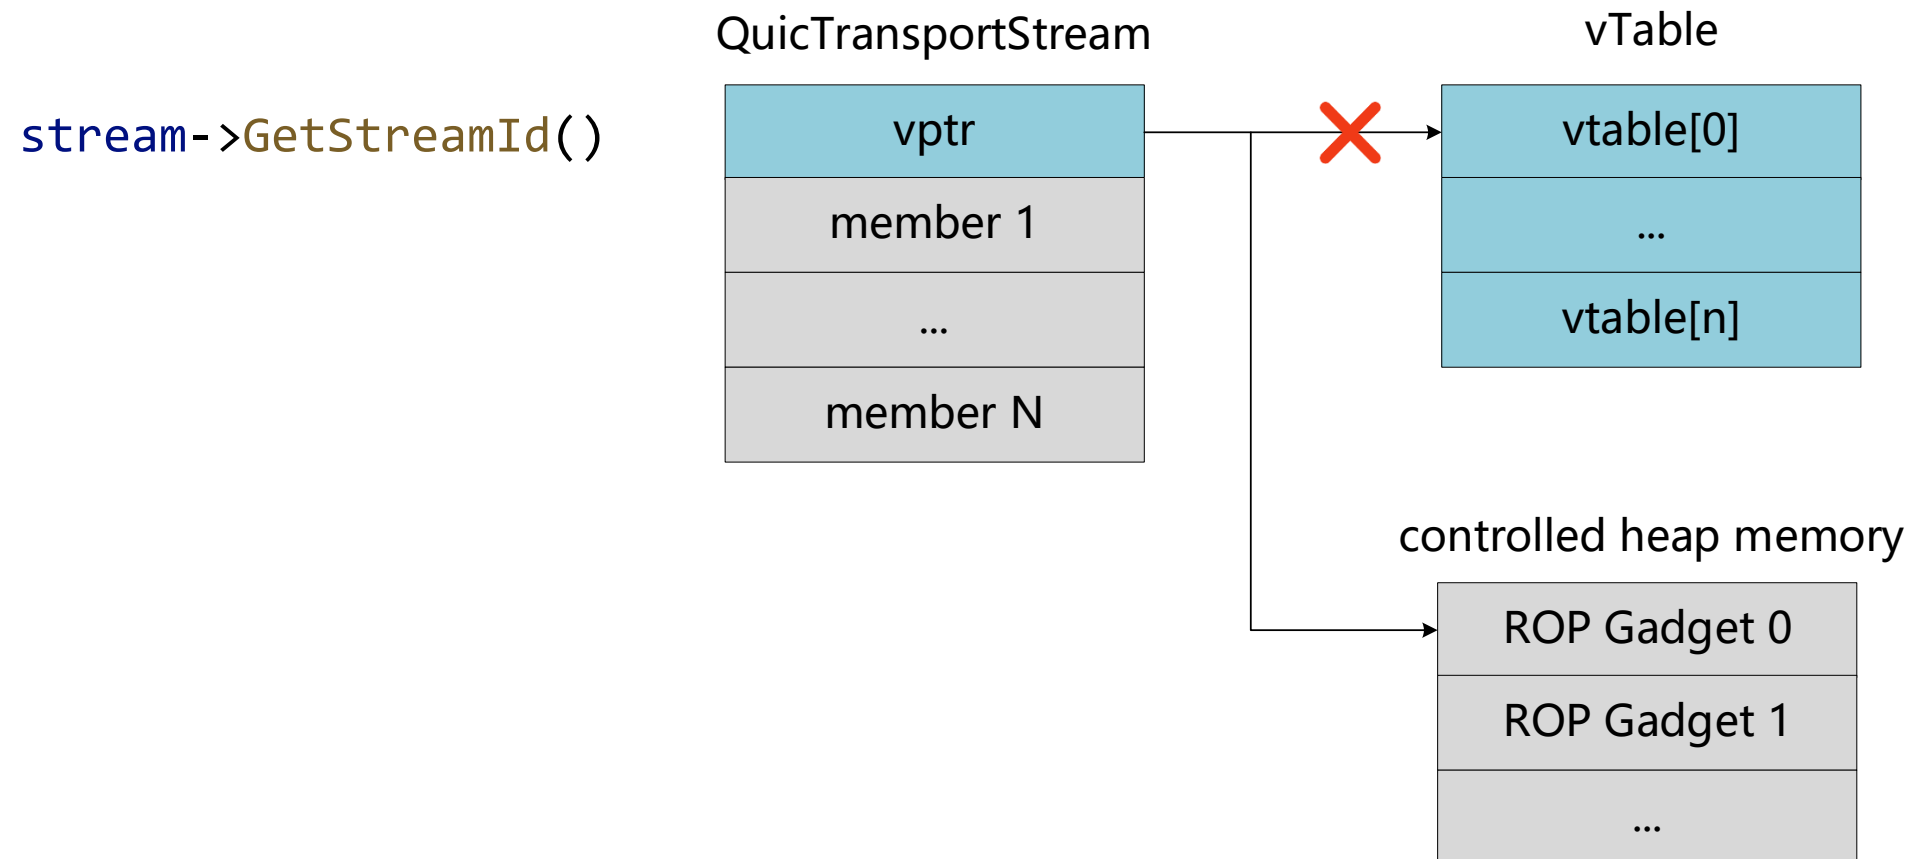 QuicTransportStream
vTable
stream->GetStreamId()
vptr
member 1
...
member N
vtable[0]
...
vtable[n]
controlled heap memory
ROP Gadget 0
ROP Gadget 1
...